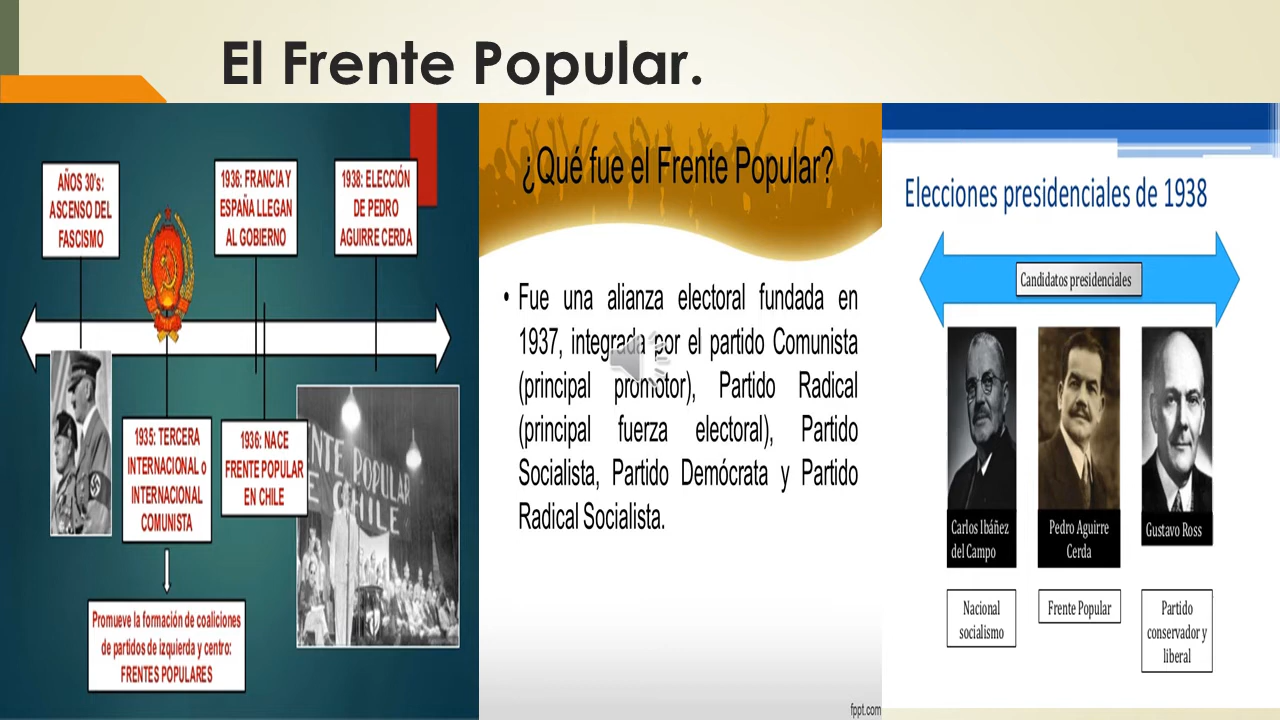 El Frente Popular.
AÑOS 30's:
ASCENSO DEL
FASCISMO
1936: FRANCIA Y
ESPAÑA LLEGAN
AL GOBIERNO
1938: ELECCIÓN
DE PEDRO
AGUIRRE CERDA
1935: TERCERA
INTERNACIONAL o
INTERNACIONAL
COMUNISTA
1936: NACE
FRENTE POPULAR
EN CHILE
NTE POPULAR
E CHILE
Promueve la formación de coaliciones
de partidos de izquierda y centro:
FRENTES POPULARES
¿Qué fue el Frente Popular?
• Fue una alianza electoral fundada en
1937, integrada por el partido Comunista
(principal promotor), Partido Radical
(principal fuerza electoral), Partido
Socialista, Partido Demócrata y Partido
Radical Socialista.
fppt.com
Elecciones presidenciales de 1938
Candidatos presidenciales
Carlos Ibáñez
del Campo
Pedro Aguirre
Cerda
Gustavo Ross
Nacional
socialismo
Frente Popular
Partido
conservador y
liberal